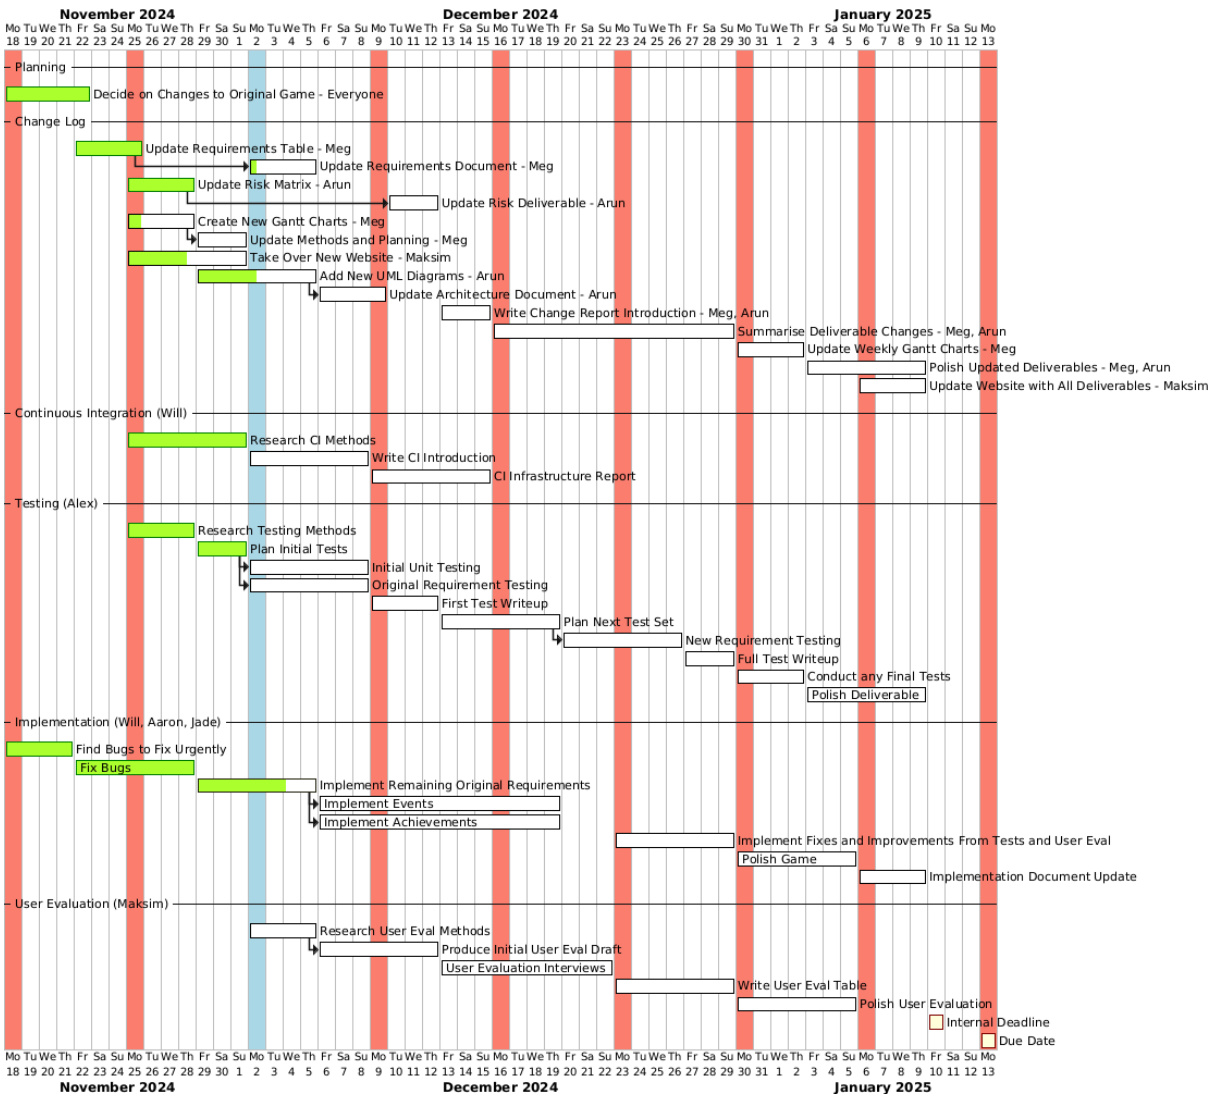 November 2024 December 2024 January 2025
Mo Tu We Th Fr Sa Su Mo Tu We Th Fr Sa Su Mo Tu We Th Fr Sa Su Mo Tu We Th Fr Sa Su Mo Tu We Th Fr Sa Su Mo Tu We Th Fr Sa Su Mo Tu We Th Fr Sa Su Mo Tu We Th Fr Sa Su Mo
18 19 20 21 22 23 24 25 26 27 28 29 30 1 2 3 4 5 6 7 8 9 10 11 12 13 14 15 16 17 18 19 20 21 22 23 24 25 26 27 28 29 30 31 1 2 3 4 5 6 7 8 9 10 11 12 13
Planning
Decide on Changes to Original Game - Everyone
Change Log
Update Requirements Table - Meg
Update Requirements Document - Meg
Update Risk Matrix - Arun
Update Risk Deliverable - Arun
Create New Gantt Charts - Meg
Update Methods and Planning - Meg
Take Over New Website - Maksim
Add New UML Diagrams - Arun
Update Architecture Document - Arun
Write Change Report Introduction - Meg, Arun
Summarise Deliverable Changes - Meg, Arun
Update Weekly Gantt Charts - Meg
Polish Updated Deliverables - Meg, Arun
Update Website with All Deliverables - Maksim
Continuous Integration (Will)
Research CI Methods
Write CI Introduction
CI Infrastructure Report
Testing (Alex)
Research Testing Methods
Plan Initial Tests
Initial Unit Testing
Original Requirement Testing
First Test Writeup
Plan Next Test Set
New Requirement Testing
Full Test Writeup
Conduct any Final Tests
Polish Deliverable
Implementation (Will, Aaron, Jade)
Find Bugs to Fix Urgently
Fix Bugs
Implement Remaining Original Requirements
Implement Events
Implement Achievements
Implement Fixes and Improvements From Tests and User Eval
Polish Game
Implementation Document Update
User Evaluation (Maksim)
Research User Eval Methods
Produce Initial User Eval Draft
User Evaluation Interviews
Write User Eval Table
Polish User Evaluation
Internal Deadline
Due Date
Mo Tu We Th Fr Sa Su Mo Tu We Th Fr Sa Su Mo Tu We Th Fr Sa Su Mo Tu We Th Fr Sa Su Mo Tu We Th Fr Sa Su Mo Tu We Th Fr Sa Su Mo Tu We Th Fr Sa Su Mo Tu We Th Fr Sa Su Mo
18 19 20 21 22 23 24 25 26 27 28 29 30 1 2 3 4 5 6 7 8 9 10 11 12 13 14 15 16 17 18 19 20 21 22 23 24 25 26 27 28 29 30 31 1 2 3 4 5 6 7 8 9 10 11 12 13
November 2024 December 2024 January 2025